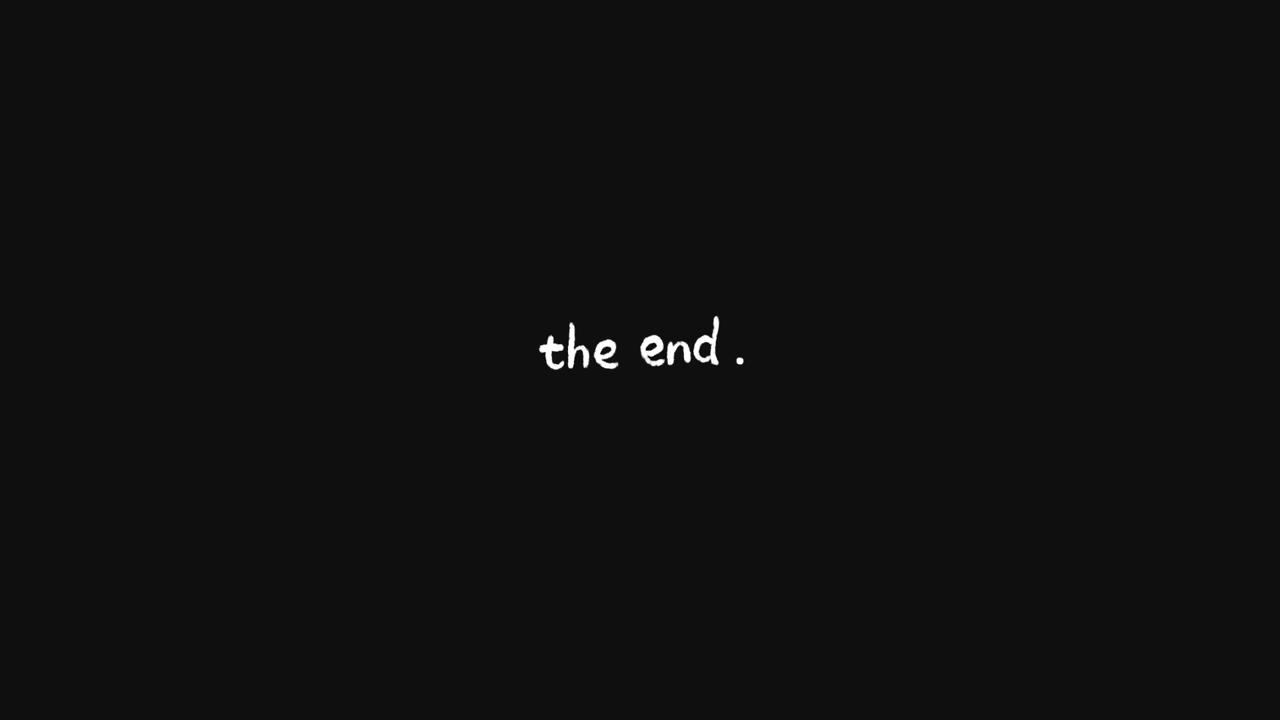 the end .